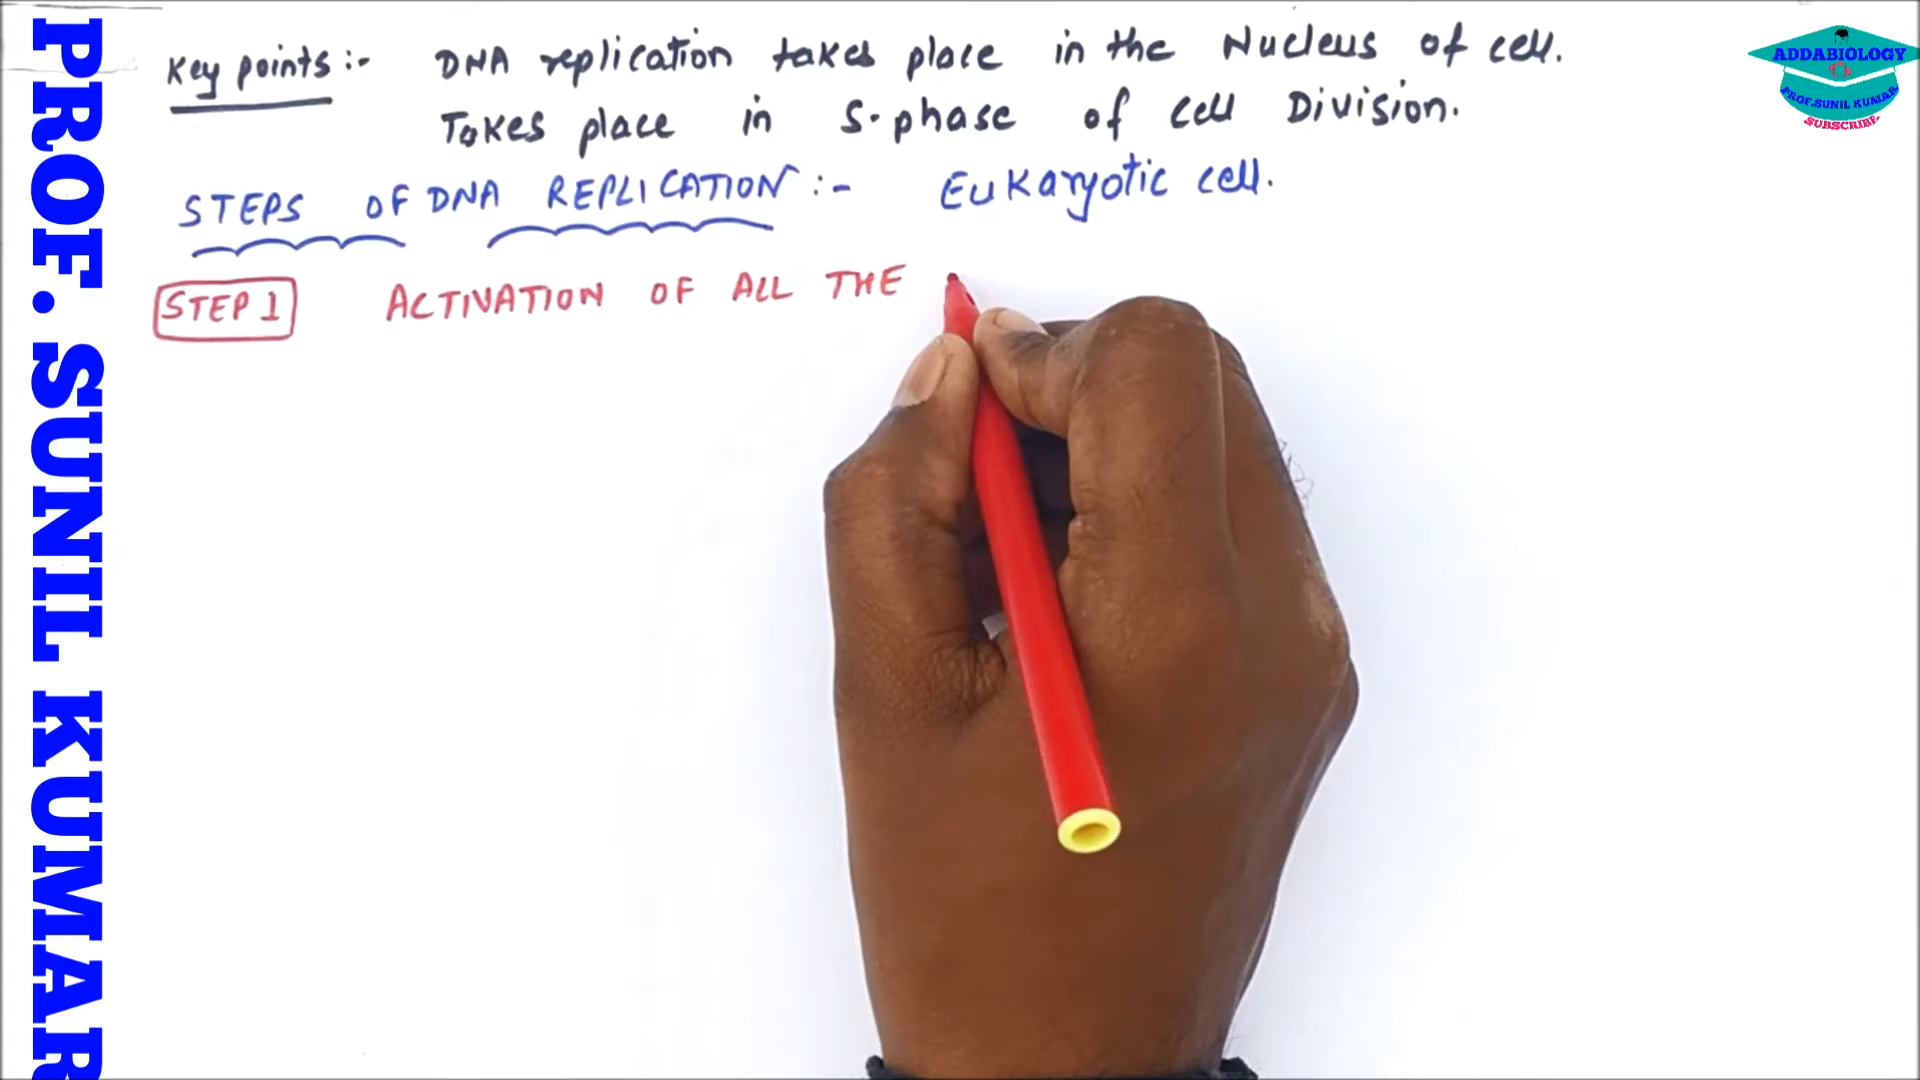 PROF. SUNIL KUMAR
Key points:- DNA replication takes place in the Nucleus of cell.
Takes place in S-phase of cell Division.
STEPS OF DNA REPLICATION:- Eukaryotic cell.
STEP 1 ACTIVATION OF ALL THE
ADDABIOLOGY
PROF.SUNIL KUMAR
SUBSCRIBE